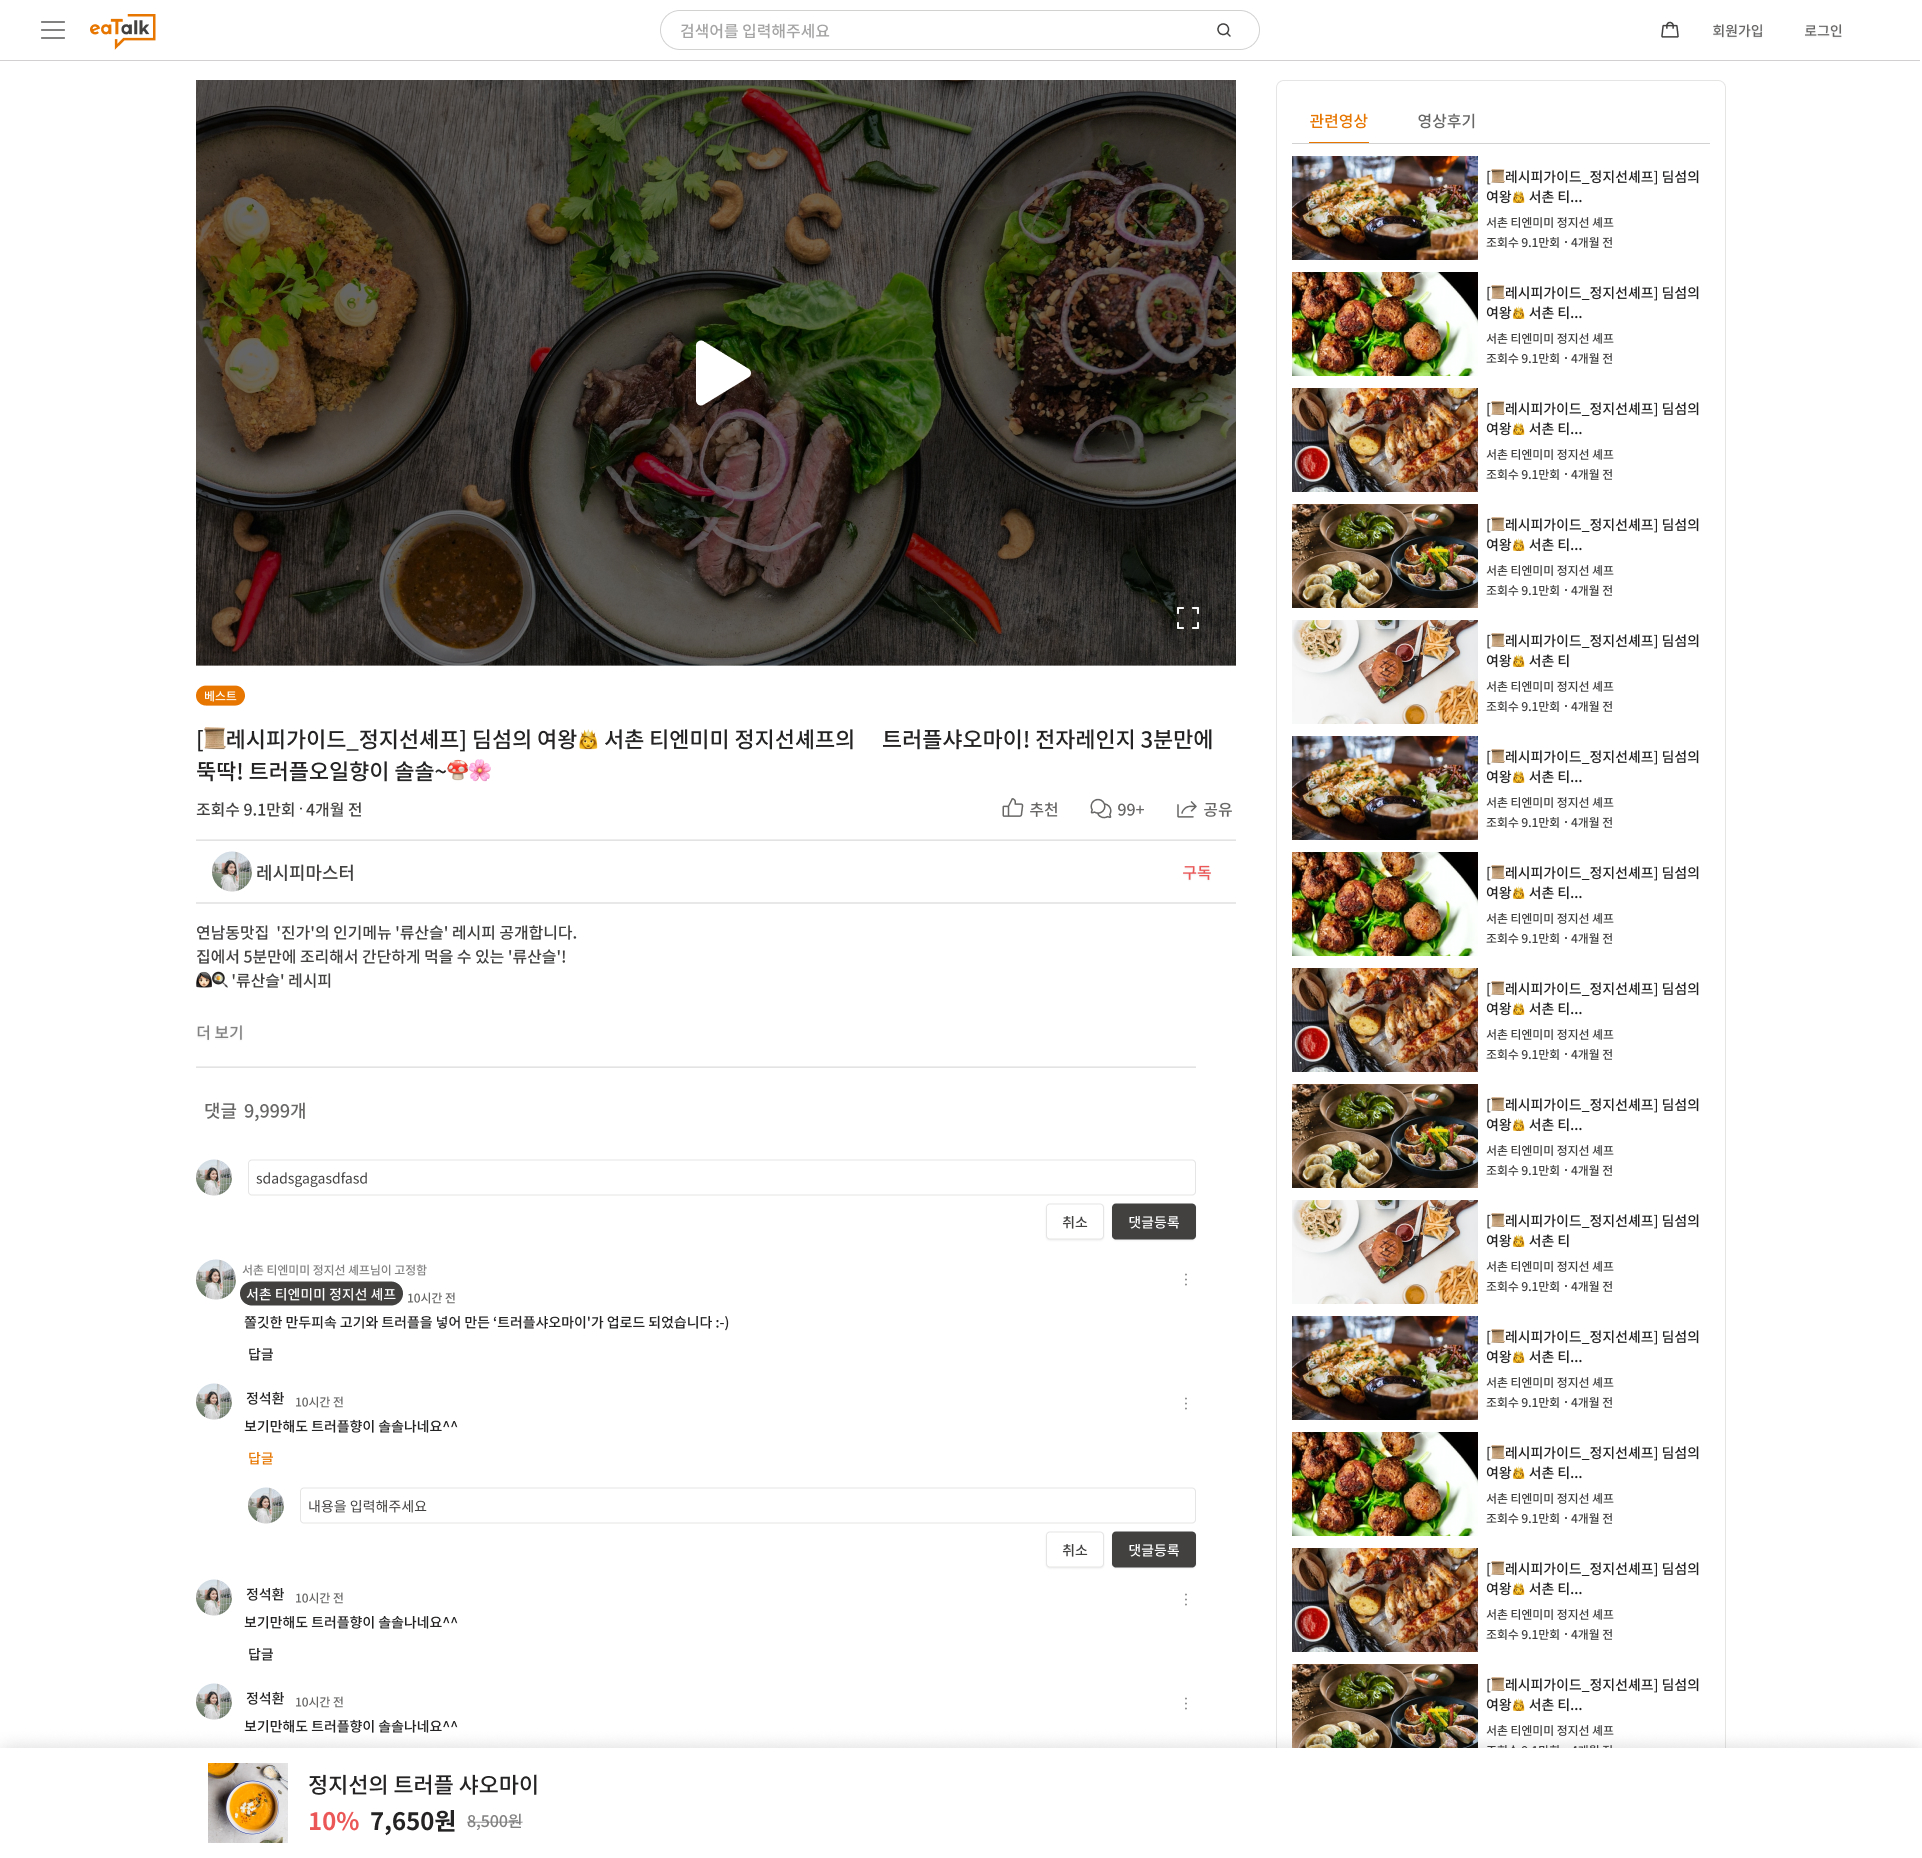 eaTalk
검색어를 입력해주세요
회원가입
로그인
베스트
[📜레시피가이드_정지선셰프] 딤섬의 여왕👸 서촌 티엔미미 정지선셰프의 트러플샤오마이! 전자레인지 3분만에
뚝딱! 트러플오일향이 솔솔~🍄🌸
조회수 9.1만회 · 4개월 전
추천
99+
공유
레시피마스터
구독
연남동맛집 '진가'의 인기메뉴 '류산슬' 레시피 공개합니다.
집에서 5분만에 조리해서 간단하게 먹을 수 있는 '류산슬'!
👩🏻‍🍳 '류산슬' 레시피
더 보기
댓글 9,999개
sdadsgagasdfasd
취소
댓글등록
서촌 티엔미미 정지선 셰프님이 고정함
서촌 티엔미미 정지선 셰프 10시간 전
쫄깃한 만두피속 고기와 트러플을 넣어 만든 ‘트러플샤오마이'가 업로드 되었습니다 :-)
답글
정석환 10시간 전
보기만해도 트러플향이 솔솔나네요^^
답글
내용을 입력해주세요
취소
댓글등록
정석환 10시간 전
보기만해도 트러플향이 솔솔나네요^^
답글
정석환 10시간 전
보기만해도 트러플향이 솔솔나네요^^
관련영상
영상후기
[📜레시피가이드_정지선셰프] 딤섬의
여왕👸 서촌 티...
서촌 티엔미미 정지선 셰프
조회수 9.1만회 · 4개월 전
[📜레시피가이드_정지선셰프] 딤섬의
여왕👸 서촌 티...
서촌 티엔미미 정지선 셰프
조회수 9.1만회 · 4개월 전
[📜레시피가이드_정지선셰프] 딤섬의
여왕👸 서촌 티...
서촌 티엔미미 정지선 셰프
조회수 9.1만회 · 4개월 전
[📜레시피가이드_정지선셰프] 딤섬의
여왕👸 서촌 티...
서촌 티엔미미 정지선 셰프
조회수 9.1만회 · 4개월 전
[📜레시피가이드_정지선셰프] 딤섬의
여왕👸 서촌 티
서촌 티엔미미 정지선 셰프
조회수 9.1만회 · 4개월 전
[📜레시피가이드_정지선셰프] 딤섬의
여왕👸 서촌 티...
서촌 티엔미미 정지선 셰프
조회수 9.1만회 · 4개월 전
[📜레시피가이드_정지선셰프] 딤섬의
여왕👸 서촌 티...
서촌 티엔미미 정지선 셰프
조회수 9.1만회 · 4개월 전
[📜레시피가이드_정지선셰프] 딤섬의
여왕👸 서촌 티...
서촌 티엔미미 정지선 셰프
조회수 9.1만회 · 4개월 전
[📜레시피가이드_정지선셰프] 딤섬의
여왕👸 서촌 티...
서촌 티엔미미 정지선 셰프
조회수 9.1만회 · 4개월 전
[📜레시피가이드_정지선셰프] 딤섬의
여왕👸 서촌 티
서촌 티엔미미 정지선 셰프
조회수 9.1만회 · 4개월 전
[📜레시피가이드_정지선셰프] 딤섬의
여왕👸 서촌 티...
서촌 티엔미미 정지선 셰프
조회수 9.1만회 · 4개월 전
[📜레시피가이드_정지선셰프] 딤섬의
여왕👸 서촌 티...
서촌 티엔미미 정지선 셰프
조회수 9.1만회 · 4개월 전
[📜레시피가이드_정지선셰프] 딤섬의
여왕👸 서촌 티...
서촌 티엔미미 정지선 셰프
조회수 9.1만회 · 4개월 전
[📜레시피가이드_정지선셰프] 딤섬의
여왕👸 서촌 티...
서촌 티엔미미 정지선 셰프
정지선의 트러플 샤오마이
10% 7,650원 8,500원